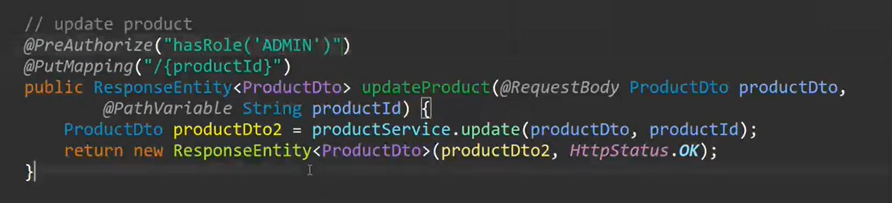 // update product
@PreAuthorize("hasRole('ADMIN')")
@PutMapping("/{productId}")
public ResponseEntity<ProductDto> updateProduct(@RequestBody ProductDto productDto,
@PathVariable String productId) {
ProductDto productDto2 = productService.update(productDto, productId);
return new ResponseEntity<ProductDto>(productDto2, HttpStatus.OK);
}